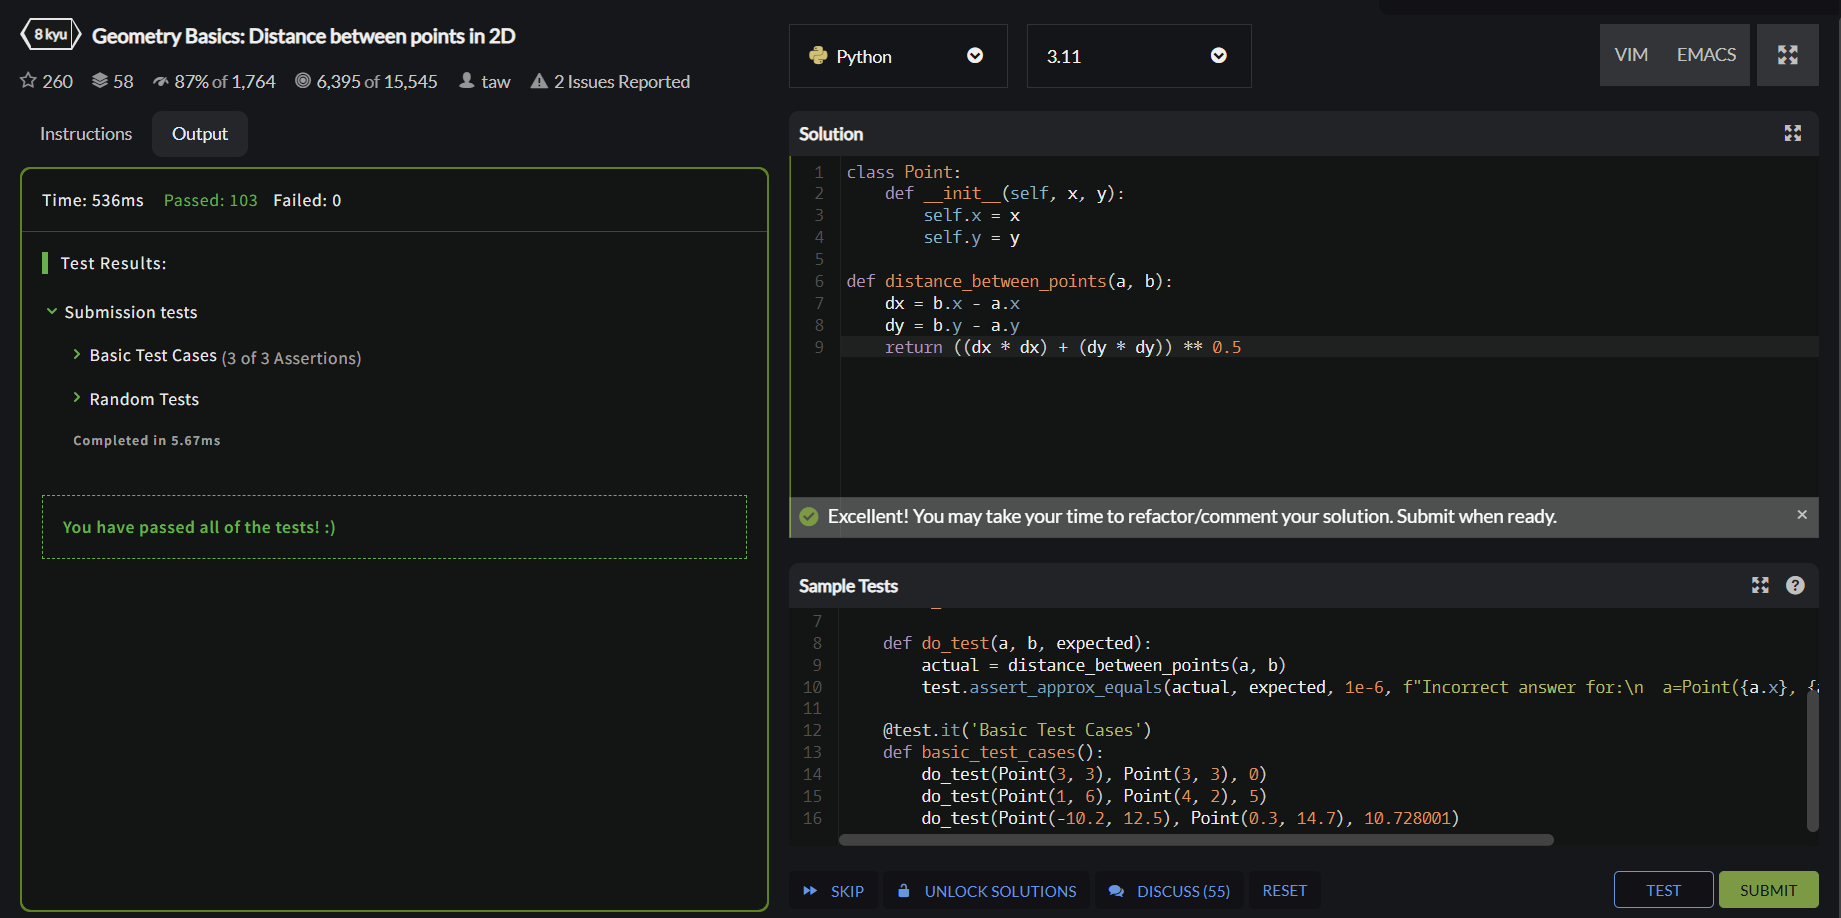 8 kyu Geometry Basics: Distance between points in 2D
260 58 87% of 1,764 6,395 of 15,545 taw 2 Issues Reported
Instructions Output
Time: 536ms Passed: 103 Failed: 0
Test Results:
Submission tests
Basic Test Cases (3 of 3 Assertions)
Random Tests
Completed in 5.67ms
You have passed all of the tests! :)
Python 3.11 VIM EMACS
Solution
1 class Point:
2     def __init__(self, x, y):
3         self.x = x
4         self.y = y
5
6 def distance_between_points(a, b):
7     dx = b.x - a.x
8     dy = b.y - a.y
9     return ((dx * dx) + (dy * dy)) ** 0.5
Excellent! You may take your time to refactor/comment your solution. Submit when ready. ×
Sample Tests ?
7
8     def do_test(a, b, expected):
9         actual = distance_between_points(a, b)
10         test.assert_approx_equals(actual, expected, 1e-6, f"Incorrect answer for:\n  a=Point({a.x}, {
11
12     @test.it('Basic Test Cases')
13     def basic_test_cases():
14         do_test(Point(3, 3), Point(3, 3), 0)
15         do_test(Point(1, 6), Point(4, 2), 5)
16         do_test(Point(-10.2, 12.5), Point(0.3, 14.7), 10.728001)
SKIP UNLOCK SOLUTIONS DISCUSS (55) RESET TEST SUBMIT